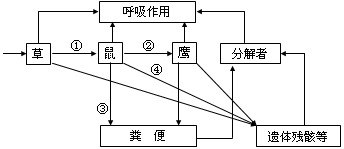 呼吸作用
草 ① 鼠 ② 鹰 分解者
④
③
粪 便 遗体残骸等